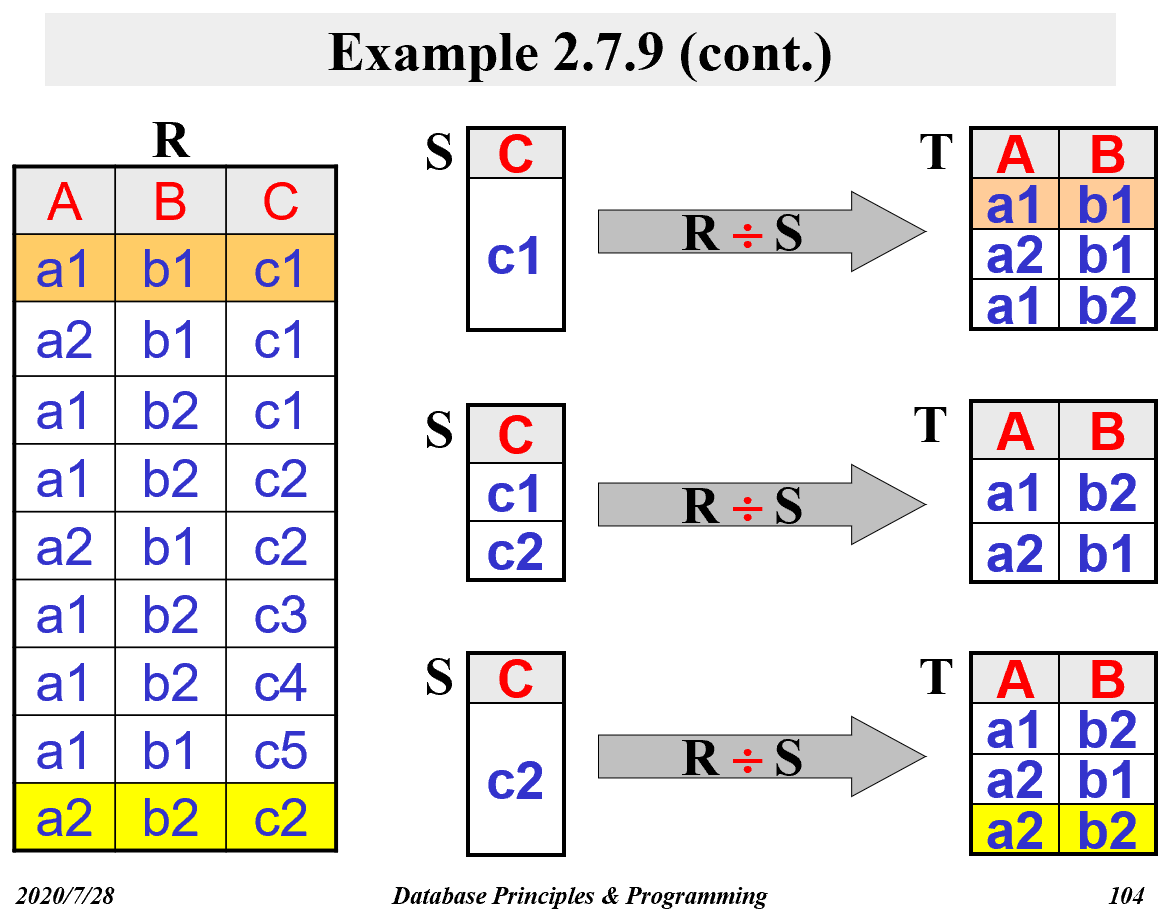 Example 2.7.9 (cont.)
R
A B C
a1 b1 c1
a2 b1 c1
a1 b2 c1
a1 b2 c2
a2 b1 c2
a1 b2 c3
a1 b2 c4
a1 b1 c5
a2 b2 c2
S
C
c1
R ÷ S
T
A B
a1 b1
a2 b1
a1 b2
S
C
c1
c2
R ÷ S
T
A B
a1 b2
a2 b1
S
C
c2
R ÷ S
T
A B
a1 b2
a2 b1
a2 b2
2020/7/28 Database Principles & Programming 104